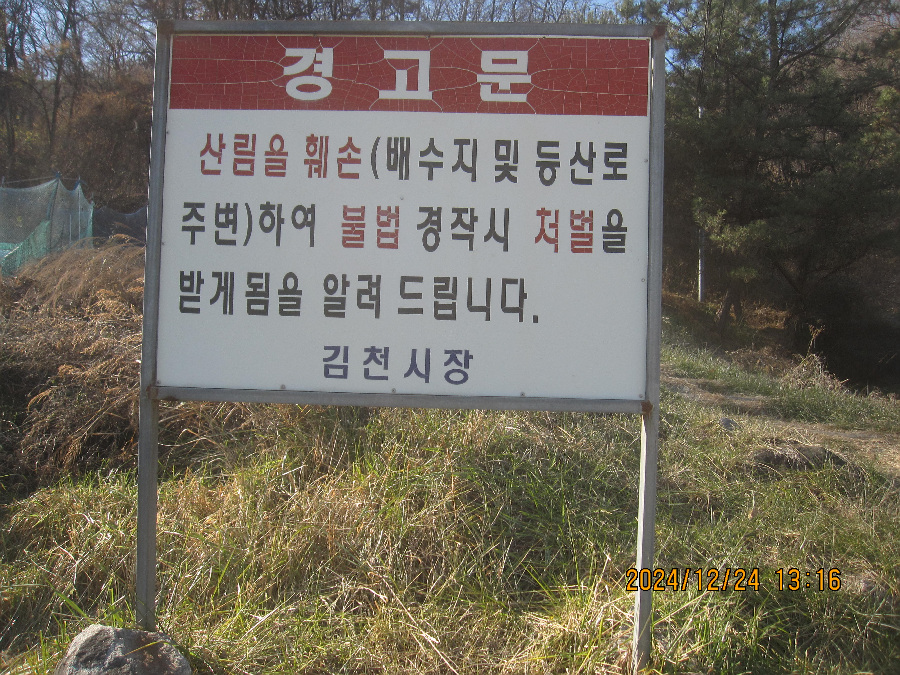 경고문
산림을 훼손(배수지 및 등산로
주변)하여 불법 경작시 처벌을
받게됨을 알려 드립니다.
김천시장
2024/12/24 13:16